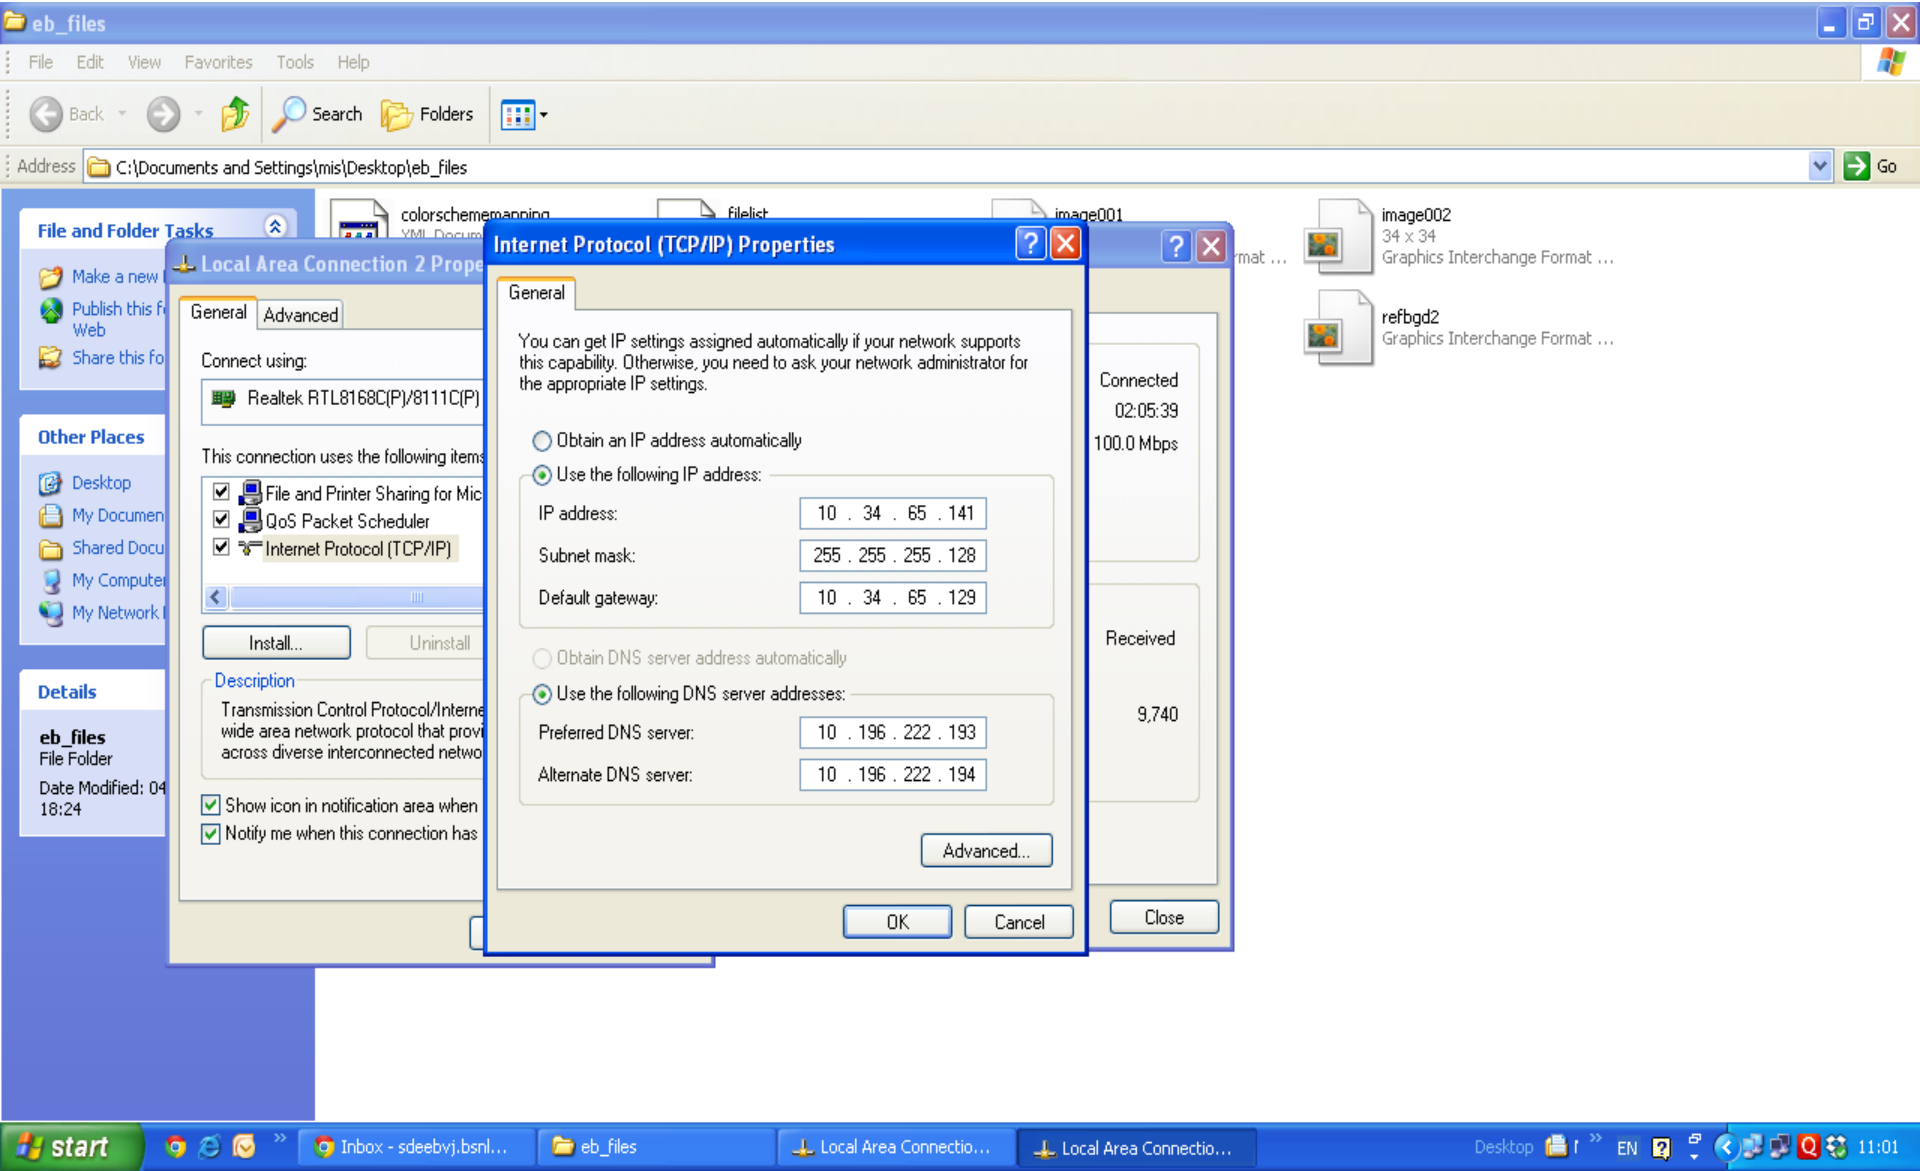 eb_files
File Edit View Favorites Tools Help
Back Search Folders
Address C:\Documents and Settings\mis\Desktop\eb_files Go
File and Folder Tasks
Make a new
Publish this
Web
Share this fo
Other Places
Desktop
My Documen
Shared Docu
My Computer
My Network
Details
eb_files
File Folder
Date Modified: 04
18:24
colorschememapping
XML Docum
filelist
image001
mat ...
image002
34 x 34
Graphics Interchange Format ...
refbgd2
Graphics Interchange Format ...
Local Area Connection 2 Prope
General Advanced
Connect using:
Realtek RTL8168C(P)/8111C(P)
This connection uses the following items
File and Printer Sharing for Mic
QoS Packet Scheduler
Internet Protocol (TCP/IP)
Install... Uninstall
Description
Transmission Control Protocol/Interne
wide area network protocol that provi
across diverse interconnected netwo
Show icon in notification area when
Notify me when this connection has
Internet Protocol (TCP/IP) Properties
General
You can get IP settings assigned automatically if your network supports
this capability. Otherwise, you need to ask your network administrator for
the appropriate IP settings.
Obtain an IP address automatically
Use the following IP address:
IP address: 10 . 34 . 65 . 141
Subnet mask: 255 . 255 . 255 . 128
Default gateway: 10 . 34 . 65 . 129
Obtain DNS server address automatically
Use the following DNS server addresses:
Preferred DNS server: 10 . 196 . 222 . 193
Alternate DNS server: 10 . 196 . 222 . 194
Advanced...
OK Cancel
Connected
02:05:39
100.0 Mbps
Received
9,740
Close
start Inbox - sdeebvj.bsnl... eb_files Local Area Connectio... Local Area Connectio... Desktop EN 11:01